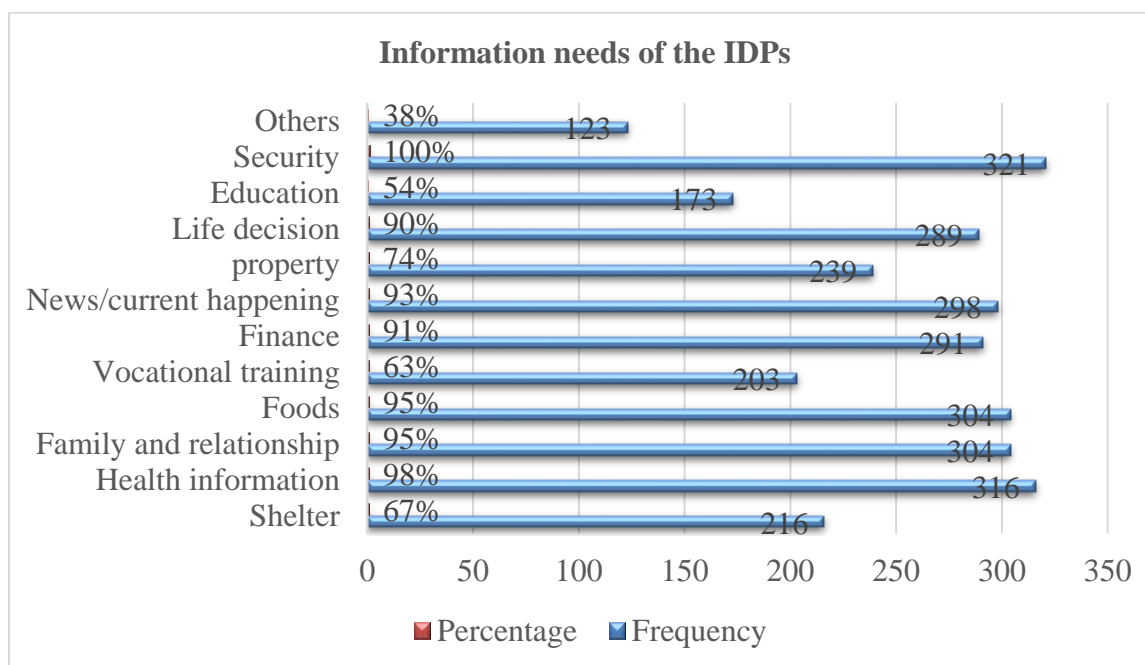 Information needs of the IDPs
Others 38% 123
Security 100% 321
Education 54% 173
Life decision 90% 289
property 74% 239
News/current happening 93% 298
Finance 91% 291
Vocational training 63% 203
Foods 95% 304
Family and relationship 95% 304
Health information 98% 316
Shelter 67% 216
0 50 100 150 200 250 300 350
Percentage Frequency